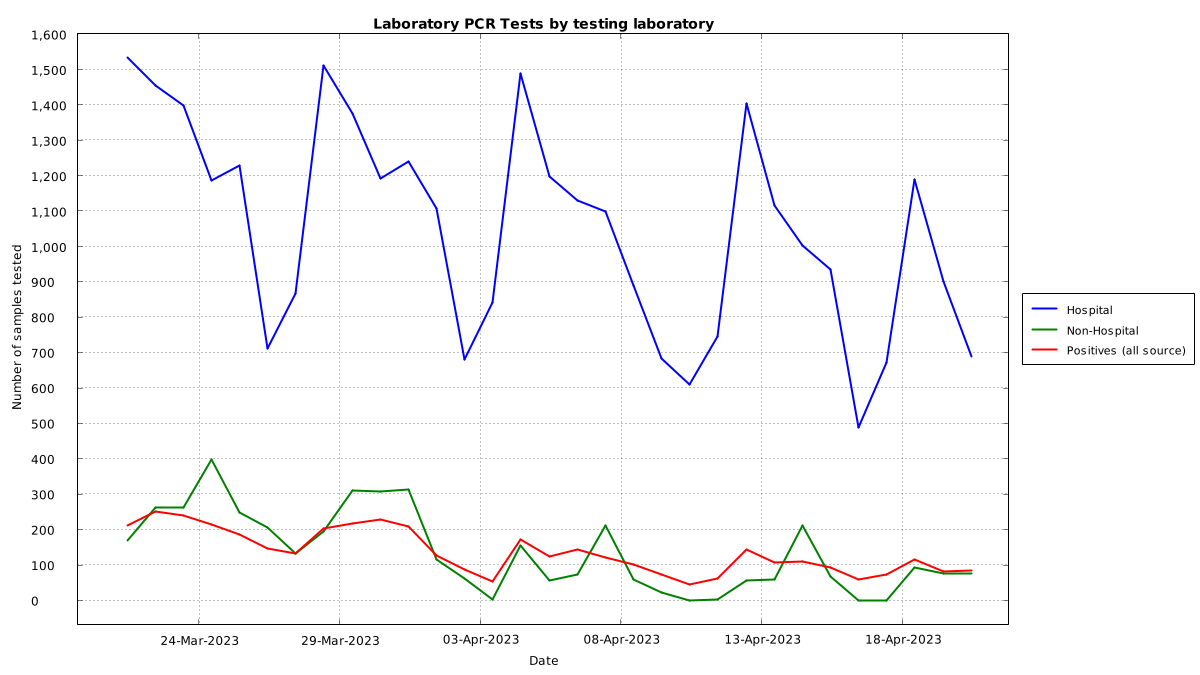 Laboratory PCR Tests by testing laboratory
1,600
1,500
1,400
1,300
1,200
1,100
1,000
900
800
700
600
500
400
300
200
100
0
Number of samples tested
24-Mar-2023
29-Mar-2023
03-Apr-2023
08-Apr-2023
13-Apr-2023
18-Apr-2023
Date
Hospital
Non-Hospital
Positives (all source)